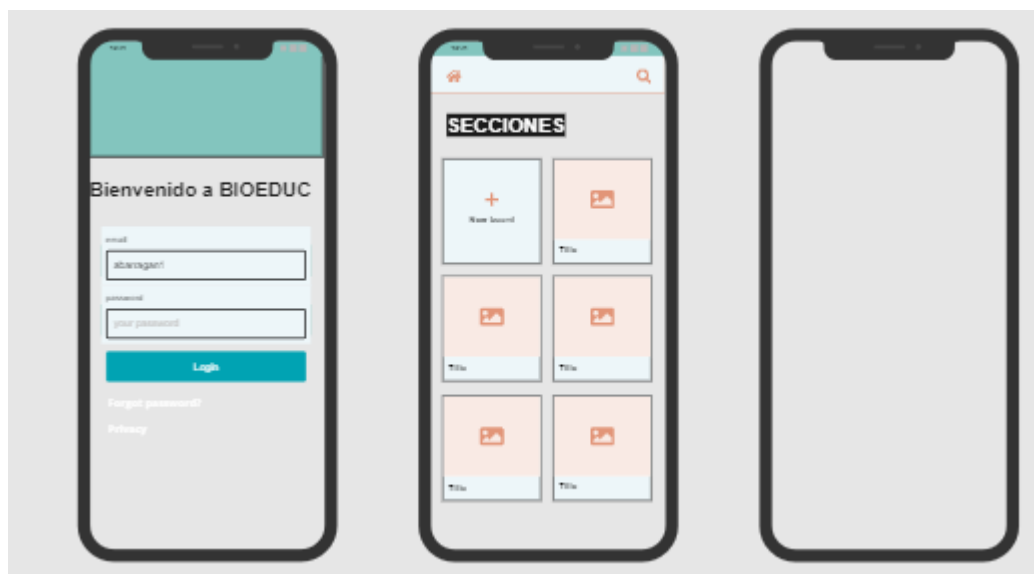 Bienvenido a BIOEDUC
email
abarragan1
password
your password
Login
Forgot password?
Privacy
SECCIONES
New board
Title
Title
Title
Title
Title